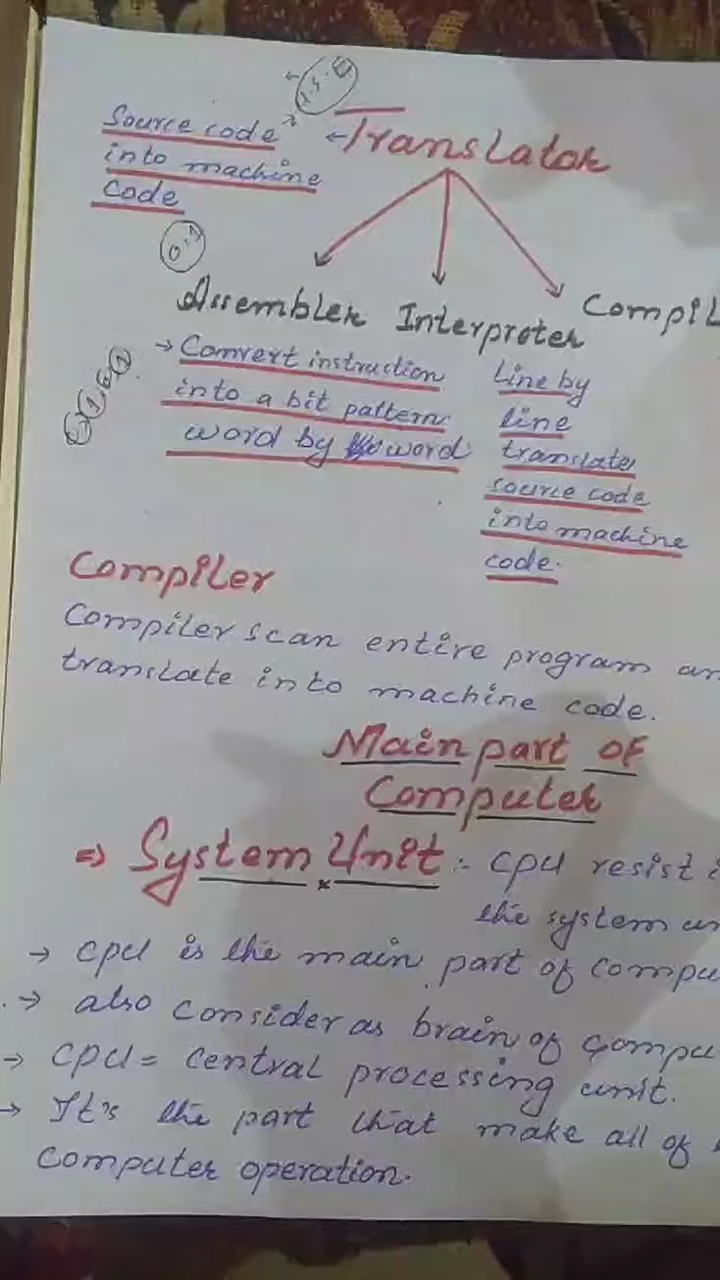 Source code
into machine
code
Translator
Assembler Interpreter Compil
→ Convert instruction
into a bit pattern
word by word
Line by
line
translate
source code
into machine
code.
Compiler
Compiler scan entire program an
translate into machine code.
Main part of
Computer
⇒ System Unit :- CPU resist i
the system un
→ CPU is the main part of compu
→ also consider as brain of compu
→ CPU = central processing unit.
→ It's the part that make all of
computer operation.